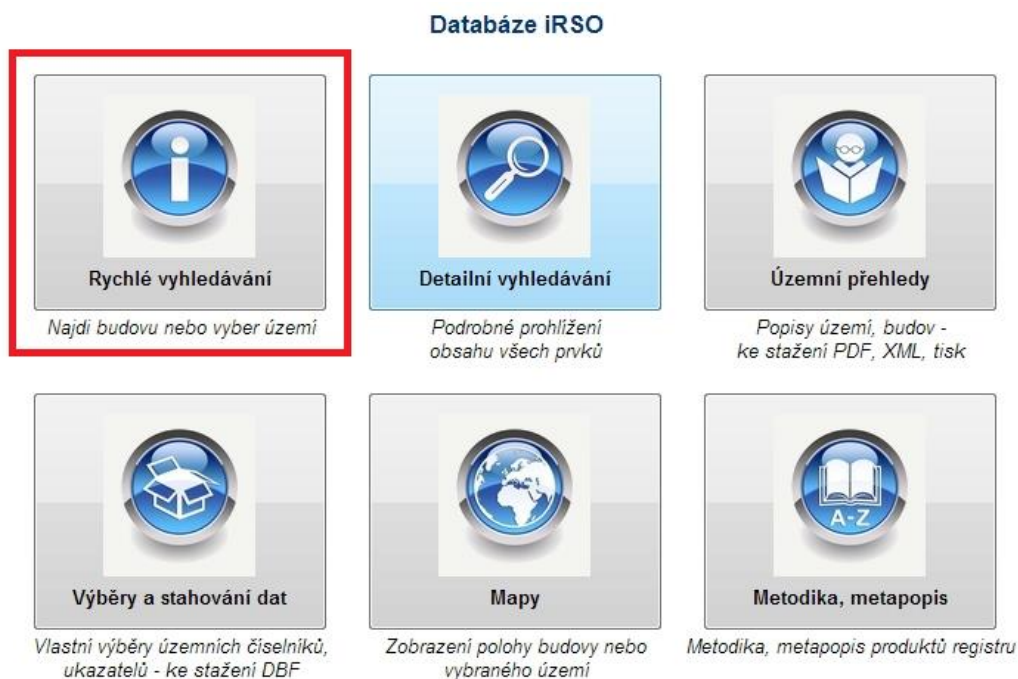 Databáze iRSO
Rychlé vyhledávání
Najdi budovu nebo vyber území
Detailní vyhledávání
Podrobné prohlížení
obsahu všech prvků
Územní přehledy
Popisy území, budov -
ke stažení PDF, XML, tisk
Výběry a stahování dat
Vlastní výběry územních číselníků,
ukazatelů - ke stažení DBF
Mapy
Zobrazení polohy budovy nebo
vybraného území
A-Z
Metodika, metapopis
Metodika, metapopis produktů registru